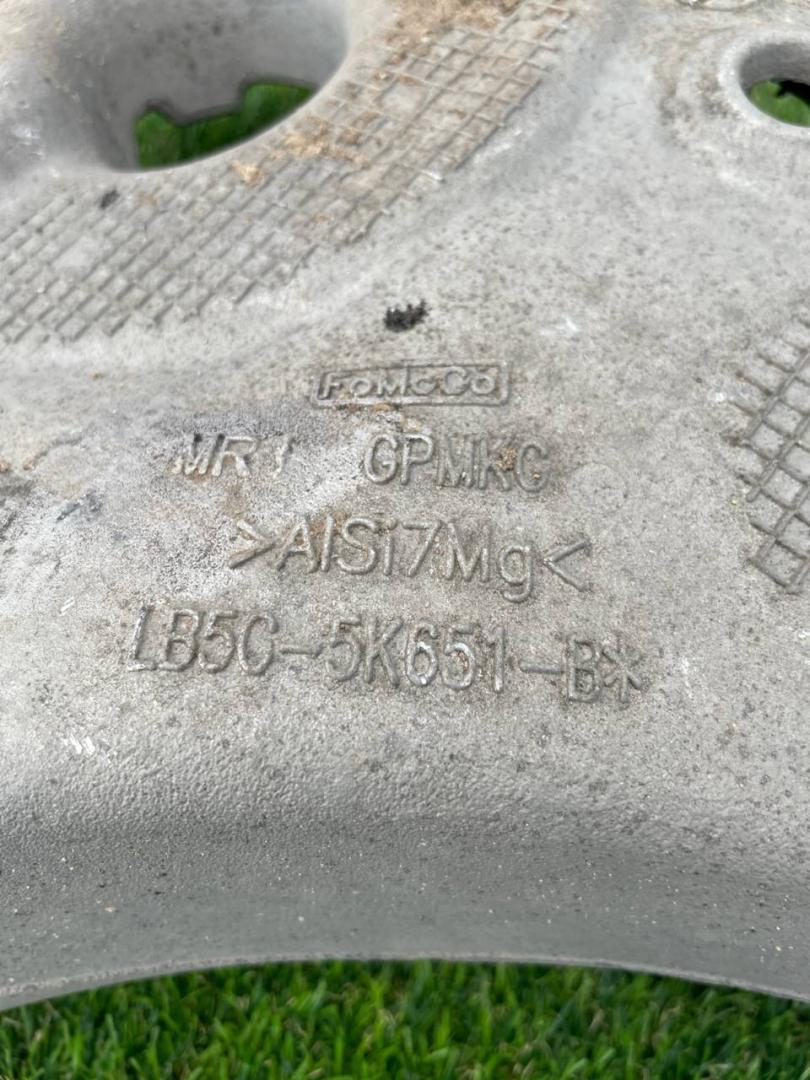 FoMoCo
MR1 GPMKC
>AlSi7Mg<
LB5C-5K651-B*